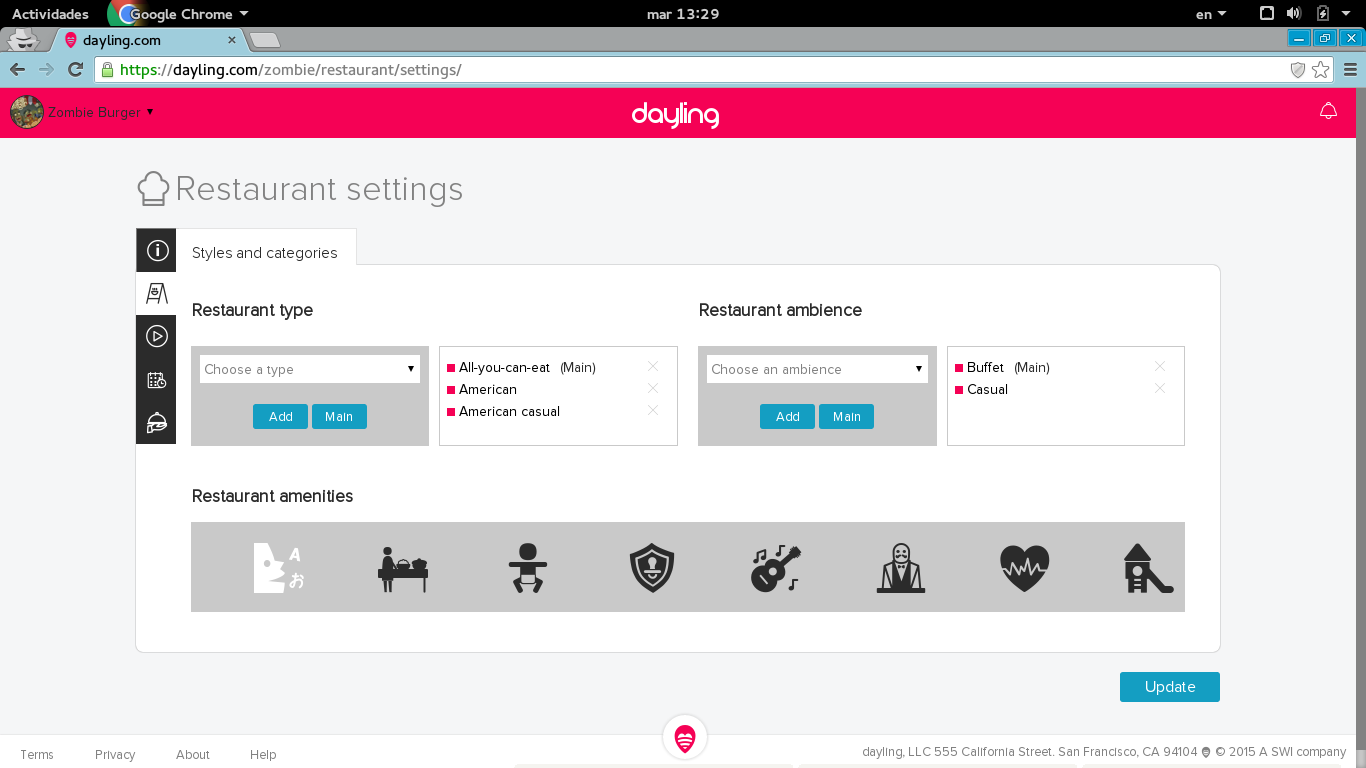 Actividades
Google Chrome
mar 13:29
en
dayling.com
https://dayling.com/zombie/restaurant/settings/
Zombie Burger
dayling
Restaurant settings
Styles and categories
Restaurant type
Restaurant ambience
Choose a type
All-you-can-eat (Main)
American
American casual
Add
Main
Choose an ambience
Buffet (Main)
Casual
Add
Main
Restaurant amenities
A
お
Update
Terms
Privacy
About
Help
dayling, LLC 555 California Street. San Francisco, CA 94104 © 2015 A SWI company